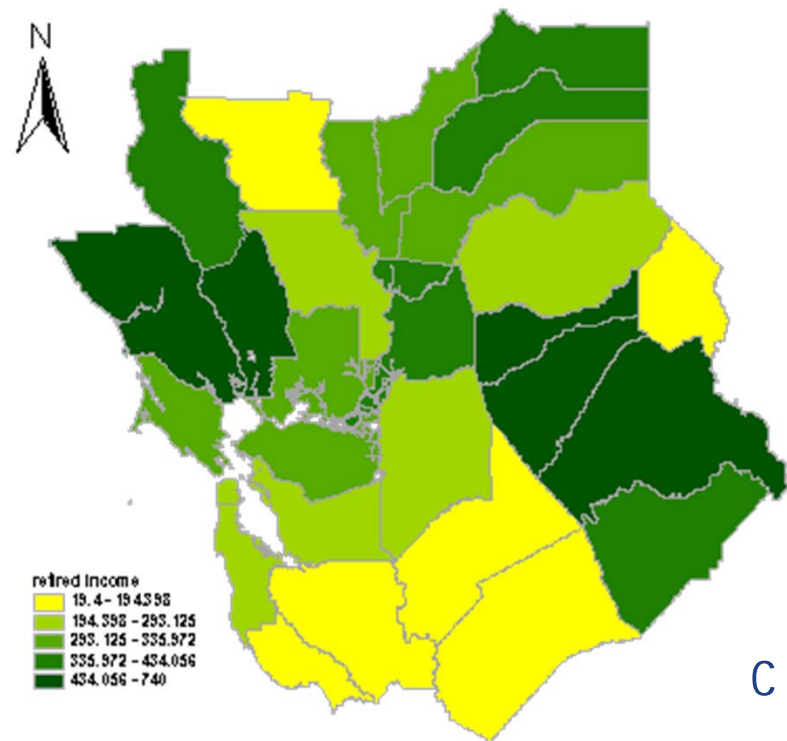 N
retired income
19.4 - 194.398
194.398 - 293.125
293.125 - 335.972
335.972 - 434.056
434.056 - 740
C